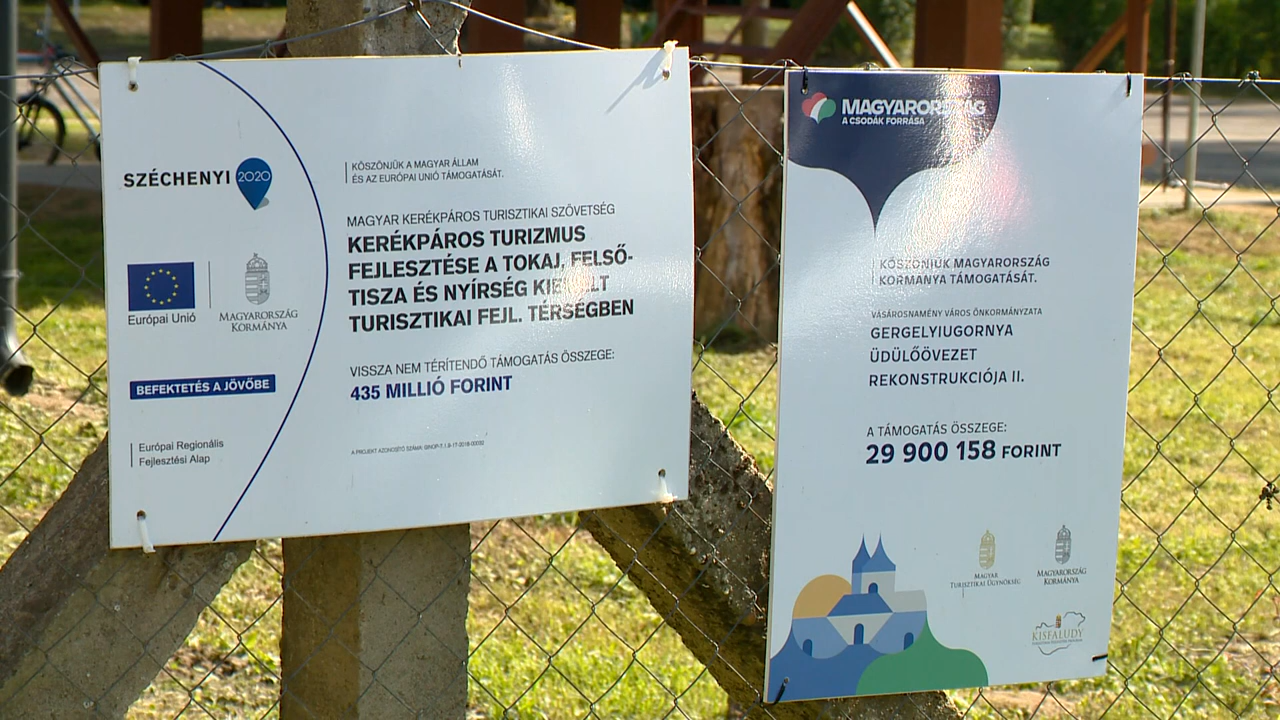 SZÉCHENYI 2020
Európai Unió
MAGYARORSZÁG
KORMÁNYA
BEFEKTETÉS A JÖVŐBE
Európai Regionális
Fejlesztési Alap
KÖSZÖNJÜK A MAGYAR ÁLLAM
ÉS AZ EURÓPAI UNIÓ TÁMOGATÁSÁT.
MAGYAR KERÉKPÁROS TURISZTIKAI SZÖVETSÉG
KERÉKPÁROS TURIZMUS
FEJLESZTÉSE A TOKAJ, FELSŐ-
TISZA ÉS NYÍRSÉG KIEMELT
TURISZTIKAI FEJL. TÉRSÉGBEN
VISSZA NEM TÉRÍTENDŐ TÁMOGATÁS ÖSSZEGE:
435 MILLIÓ FORINT
A PROJEKT AZONOSÍTÓ SZÁMA:
MAGYARORSZÁG
A CSODÁK FORRÁSA
KÖSZÖNJÜK MAGYARORSZÁG
KORMÁNYA TÁMOGATÁSÁT.
VÁSÁROSNAMÉNY VÁROS ÖNKORMÁNYZATA
GERGELYIUGORNYA
ÜDÜLŐÖVEZET
REKONSTRUKCIÓJA II.
A TÁMOGATÁS ÖSSZEGE:
29 900 158 FORINT
MAGYAR
TURISZTIKAI ÜGYNÖKSÉG
MAGYARORSZÁG
KORMÁNYA
KISFALUDY